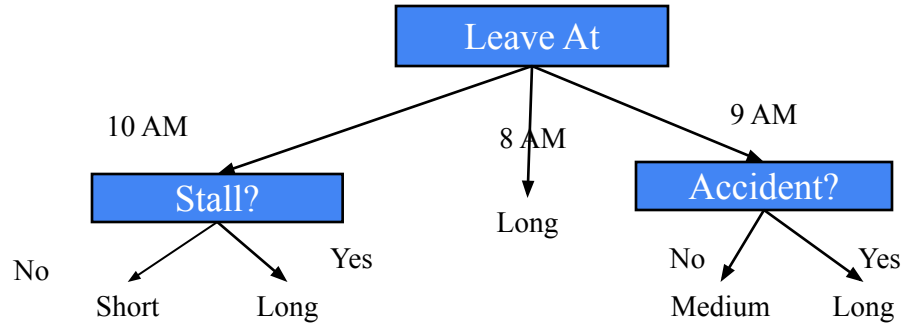 Leave At
10 AM
8 AM
9 AM
Stall?
Accident?
Long
No
Yes
No
Yes
Short
Long
Medium
Long